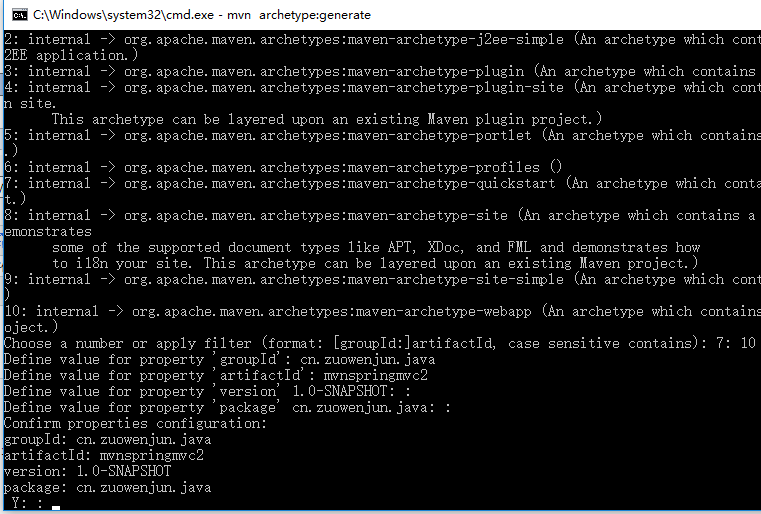 C:\Windows\system32\cmd.exe - mvn  archetype:generate
2: internal -> org.apache.maven.archetypes:maven-archetype-j2ee-simple (An archetype which cont
2EE application.)
3: internal -> org.apache.maven.archetypes:maven-archetype-plugin (An archetype which contains
4: internal -> org.apache.maven.archetypes:maven-archetype-plugin-site (An archetype which cont
n site.
      This archetype can be layered upon an existing Maven plugin project.)
5: internal -> org.apache.maven.archetypes:maven-archetype-portlet (An archetype which contains
.)
6: internal -> org.apache.maven.archetypes:maven-archetype-profiles ()
7: internal -> org.apache.maven.archetypes:maven-archetype-quickstart (An archetype which conta
t.)
8: internal -> org.apache.maven.archetypes:maven-archetype-site (An archetype which contains a
emonstrates
      some of the supported document types like APT, XDoc, and FML and demonstrates how
      to i18n your site. This archetype can be layered upon an existing Maven project.)
9: internal -> org.apache.maven.archetypes:maven-archetype-site-simple (An archetype which cont
)
10: internal -> org.apache.maven.archetypes:maven-archetype-webapp (An archetype which contains
oject.)
Choose a number or apply filter (format: [groupId:]artifactId, case sensitive contains): 7: 10
Define value for property 'groupId': cn.zuowenjun.java
Define value for property 'artifactId': mvnspringmvc2
Define value for property 'version' 1.0-SNAPSHOT: :
Define value for property 'package' cn.zuowenjun.java: :
Confirm properties configuration:
groupId: cn.zuowenjun.java
artifactId: mvnspringmvc2
version: 1.0-SNAPSHOT
package: cn.zuowenjun.java
 Y: :